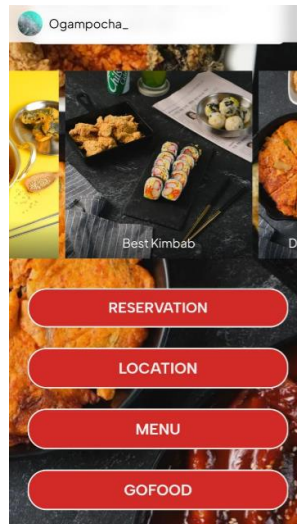 Ogampocha_
Best Kimbab
D
RESERVATION
LOCATION
MENU
GOFOOD